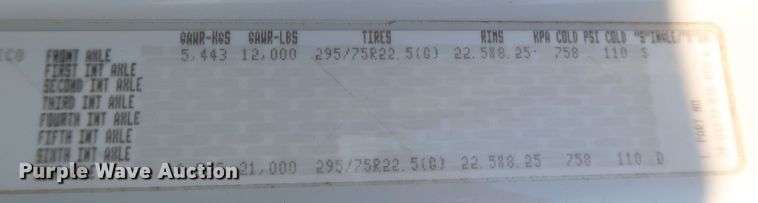 GAWR-KGS GAWR-LBS TIRES RIMS KPA COLD PSI COLD
FRONT AXLE 5,443 12,000 295/75R22.5(G) 22.5X8.25 758 110 S
FIRST INT AXLE
SECOND INT AXLE
THIRD INT AXLE
FOURTH INT AXLE
FIFTH INT AXLE
SIXTH INT AXLE
21,000 295/75R22.5(G) 22.5X8.25 758 110 D
Purple Wave Auction
PART NO